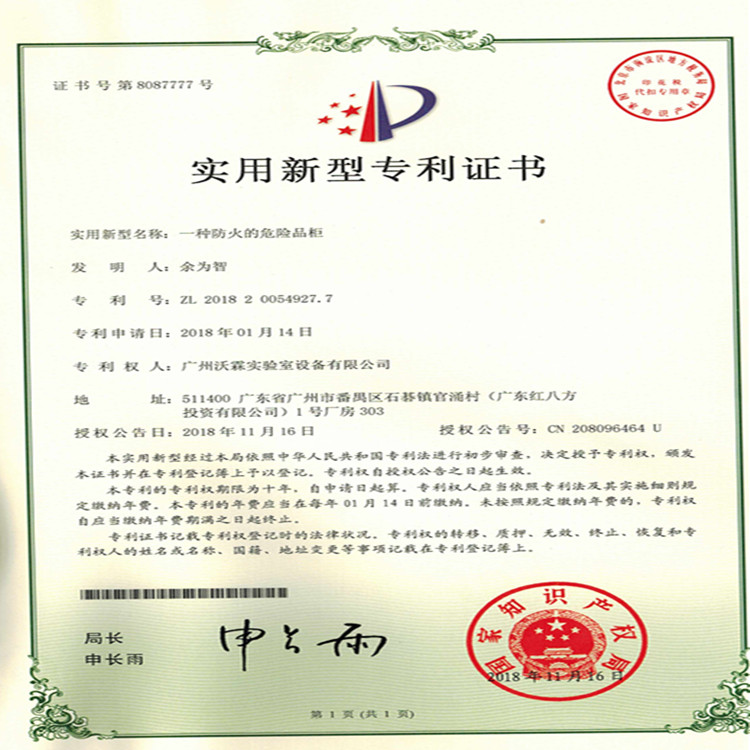 证书号第8087777号
印花税
代扣专用章
国家知识产权局
实用新型专利证书
实用新型名称：一种防火的危险品柜
发明人：余为智
专利号：ZL 2018 2 0054927.7
专利申请日：2018年01月14日
专利权人：广州沃霖实验室设备有限公司
地址：511400 广东省广州市番禺区石碁镇官涌村（广东红八方
投资有限公司）1号厂房303
授权公告日：2018年11月16日
授权公告号：CN 208096464 U
本实用新型经过本局依照中华人民共和国专利法进行初步审查，决定授予专利权，颁发
本证书并在专利登记簿上予以登记。专利权自授权公告之日起生效。
本专利的专利权期限为十年，自申请日起算。专利权人应当依照专利法及其实施细则规
定缴纳年费。本专利的年费应当在每年01月14日前缴纳。未按照规定缴纳年费的，专利权
自应当缴纳年费期满之日起终止。
专利证书记载专利权登记时的法律状况。专利权的转移、质押、无效、终止、恢复和专
利权人的姓名或名称、国籍、地址变更等事项记载在专利登记簿上。
局长
申长雨
申长雨
国家知识产权局
2018年11月16日
第1页（共1页）